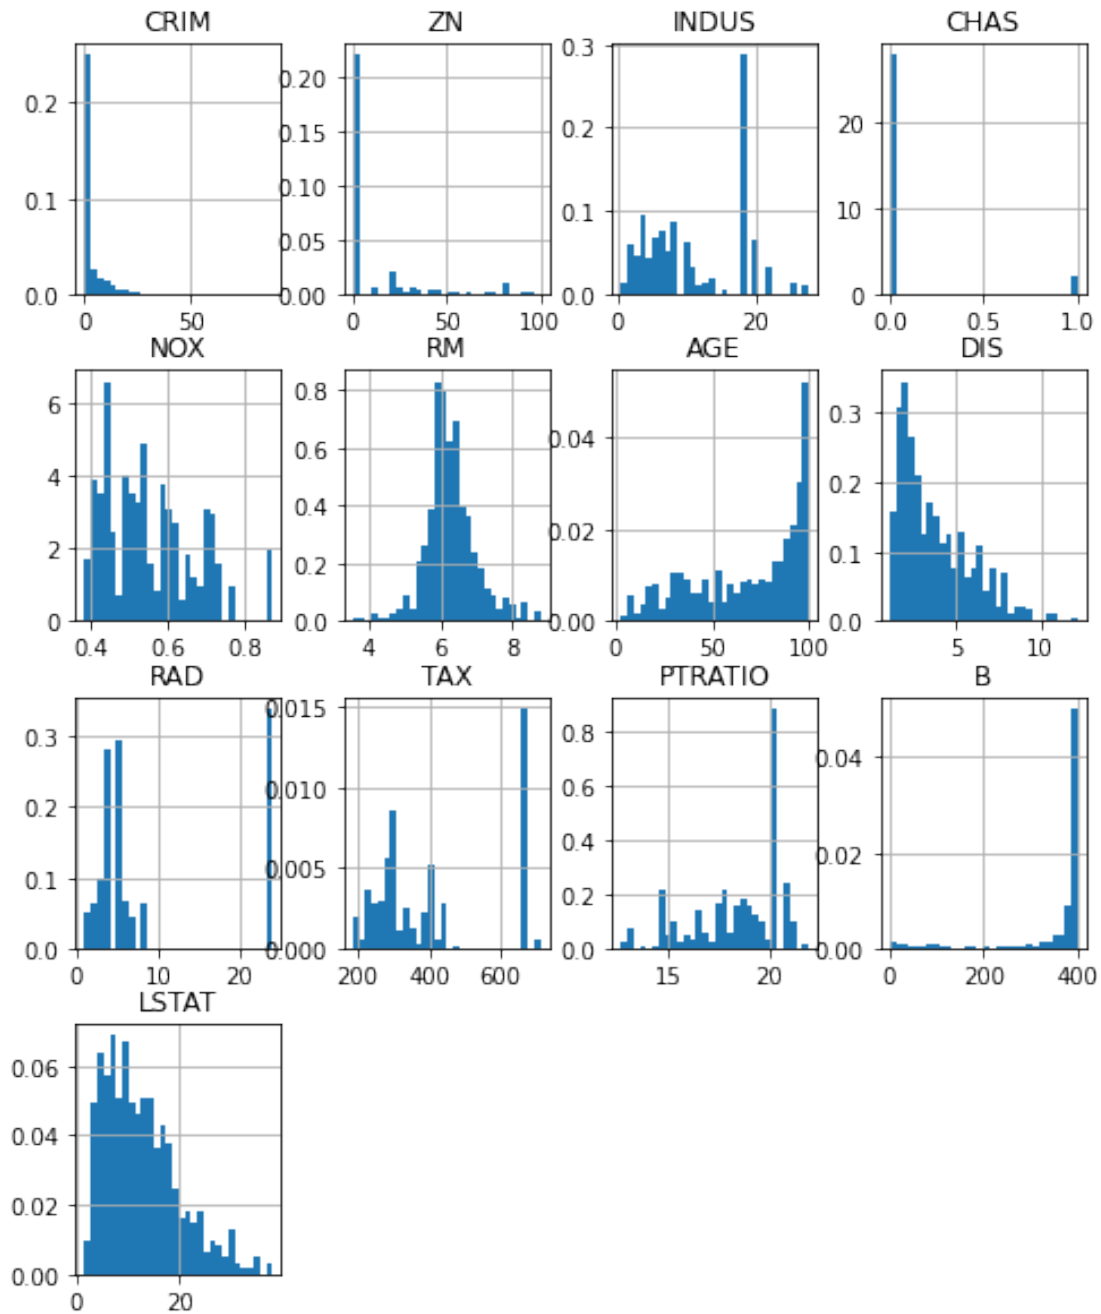 CRIM ZN INDUS CHAS
0.2 0.1 0.0
0 50
0.20 0.15 0.10 0.05 0.00
0 50 100
0.3 0.2 0.1 0.0
0 20
20 10 0
0.0 0.5 1.0
NOX RM AGE DIS
6 4 2 0
0.4 0.6 0.8
0.8 0.6 0.4 0.2 0.0
4 6 8
0.04 0.02 0.00
0 50 100
0.3 0.2 0.1 0.0
5 10
RAD TAX PTRATIO B
0.3 0.2 0.1 0.0
0 10 20
0.015 0.010 0.005 0.000
200 400 600
0.8 0.6 0.4 0.2 0.0
15 20
0.04 0.02 0.00
0 200 400
LSTAT
0.06
0.04
0.02
0.00
0 20